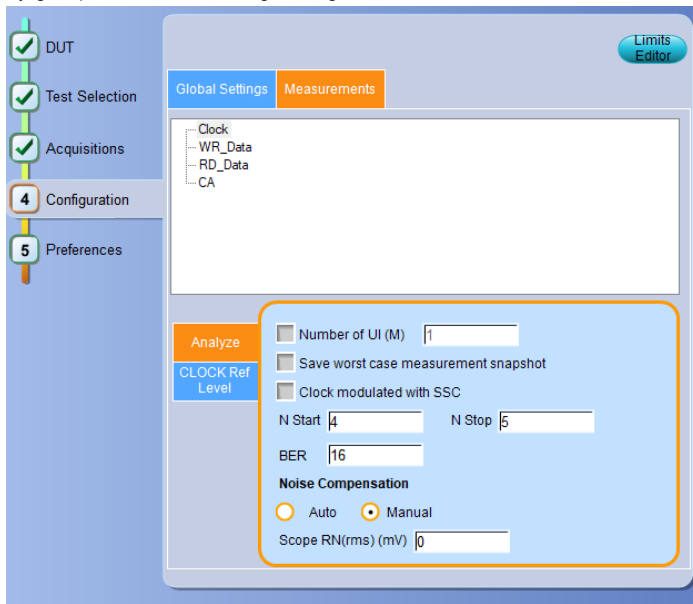 DUT
Limits
Editor
Test Selection
Global Settings Measurements
Clock
WR_Data
RD_Data
CA
Acquisitions
4 Configuration
5 Preferences
Analyze
CLOCK Ref
Level
Number of UI (M) 1
Save worst case measurement snapshot
Clock modulated with SSC
N Start 4 N Stop 5
BER 16
Noise Compensation
Auto Manual
Scope RN(rms) (mV) 0